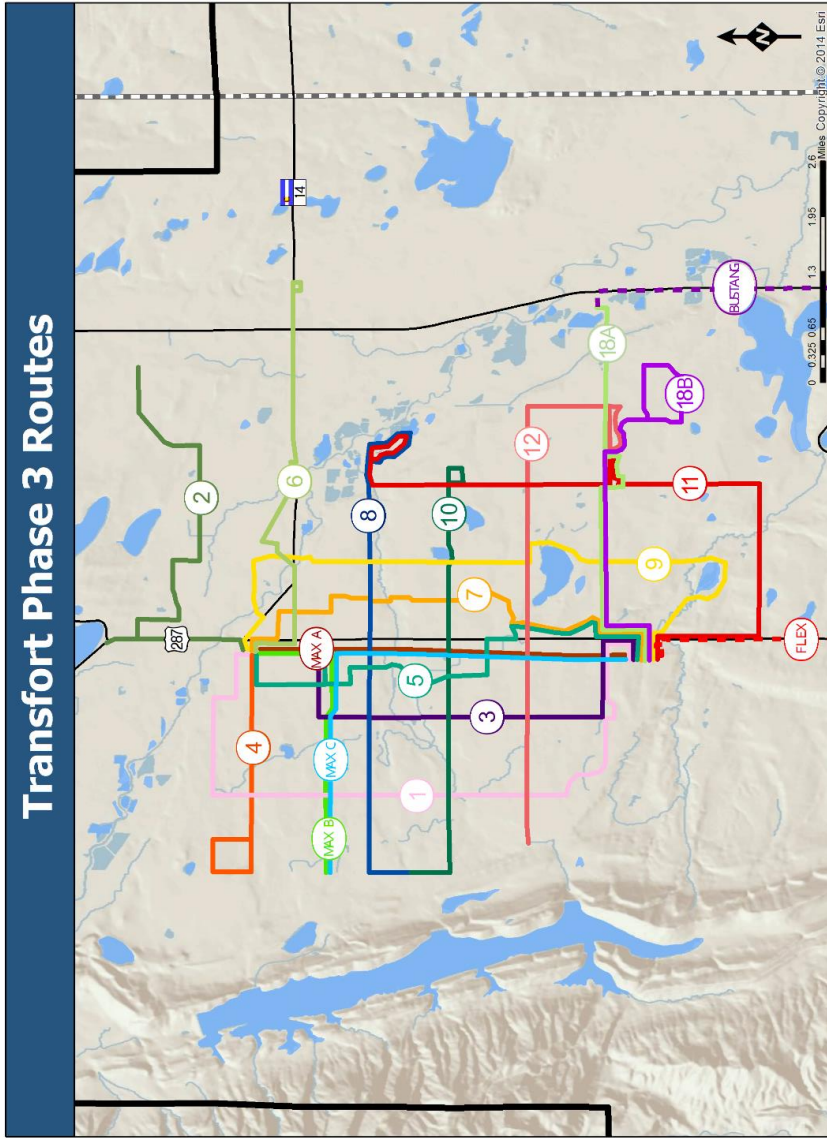 Transfort Phase 3 Routes
2
287
14
6
4
MAX A
MAX B
MAX C
8
1
5
7
10
3
12
18A
18B
9
11
BUSTANG
FLEX
N
0 0.325 0.65 1.3 1.95 2.6
Miles Copyright:© 2014 Esri